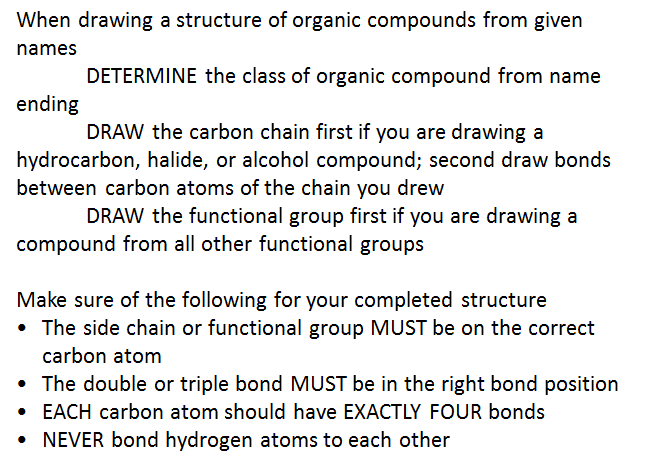 When drawing a structure of organic compounds from given
names
DETERMINE the class of organic compound from name
ending
DRAW the carbon chain first if you are drawing a
hydrocarbon, halide, or alcohol compound; second draw bonds
between carbon atoms of the chain you drew
DRAW the functional group first if you are drawing a
compound from all other functional groups
Make sure of the following for your completed structure
• The side chain or functional group MUST be on the correct
carbon atom
• The double or triple bond MUST be in the right bond position
• EACH carbon atom should have EXACTLY FOUR bonds
• NEVER bond hydrogen atoms to each other